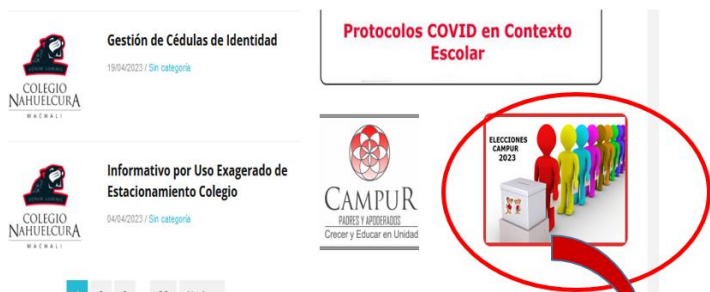 Gestión de Cédulas de Identidad
19/04/2023 / Sin categoría
COLEGIO
NAHUELCURA
MACHALI
Informativo por Uso Exagerado de
Estacionamiento Colegio
04/04/2023 / Sin categoría
COLEGIO
NAHUELCURA
MACHALI
Protocolos COVID en Contexto
Escolar
CAMPUR
PADRES Y APODERADOS
Crecer y Educar en Unidad
ELECCIONES
CAMPUR
2023